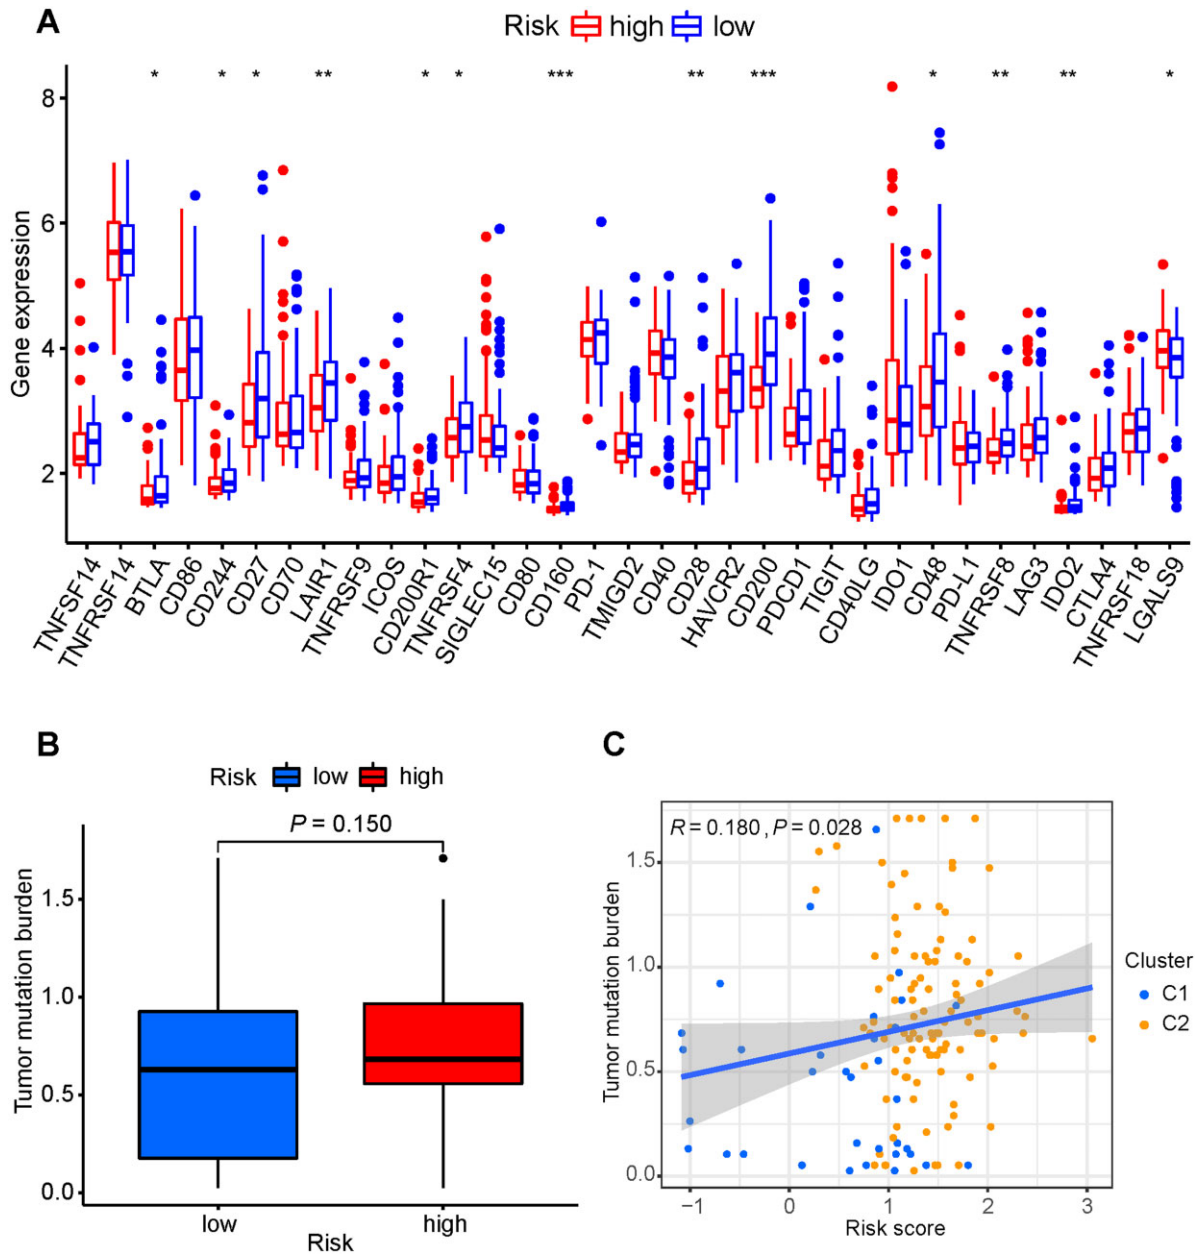 A
Risk high low
* * * ** * * *** ** *** * ** ** *
8
6
4
2
Gene expression
TNFSF14
TNFRSF14
BTLA
CD86
CD244
CD27
CD70
LAIR1
TNFRSF9
ICOS
CD200R1
TNFRSF4
SIGLEC15
CD80
CD160
PD-1
TMIGD2
CD40
CD28
HAVCR2
CD200
PDCD1
TIGIT
CD40LG
IDO1
CD48
PD-L1
TNFRSF8
LAG3
IDO2
CTLA4
TNFRSF18
LGALS9
B
Risk low high
P = 0.150
1.5
1.0
0.5
0.0
Tumor mutation burden
low high
Risk
C
R = 0.180 , P = 0.028
1.5
1.0
0.5
0.0
Tumor mutation burden
−1 0 1 2 3
Risk score
Cluster
C1
C2